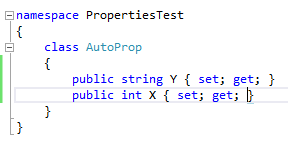 namespace PropertiesTest
{
    class AutoProp
    {
        public string Y { set; get; }
        public int X { set; get; }
    }
}